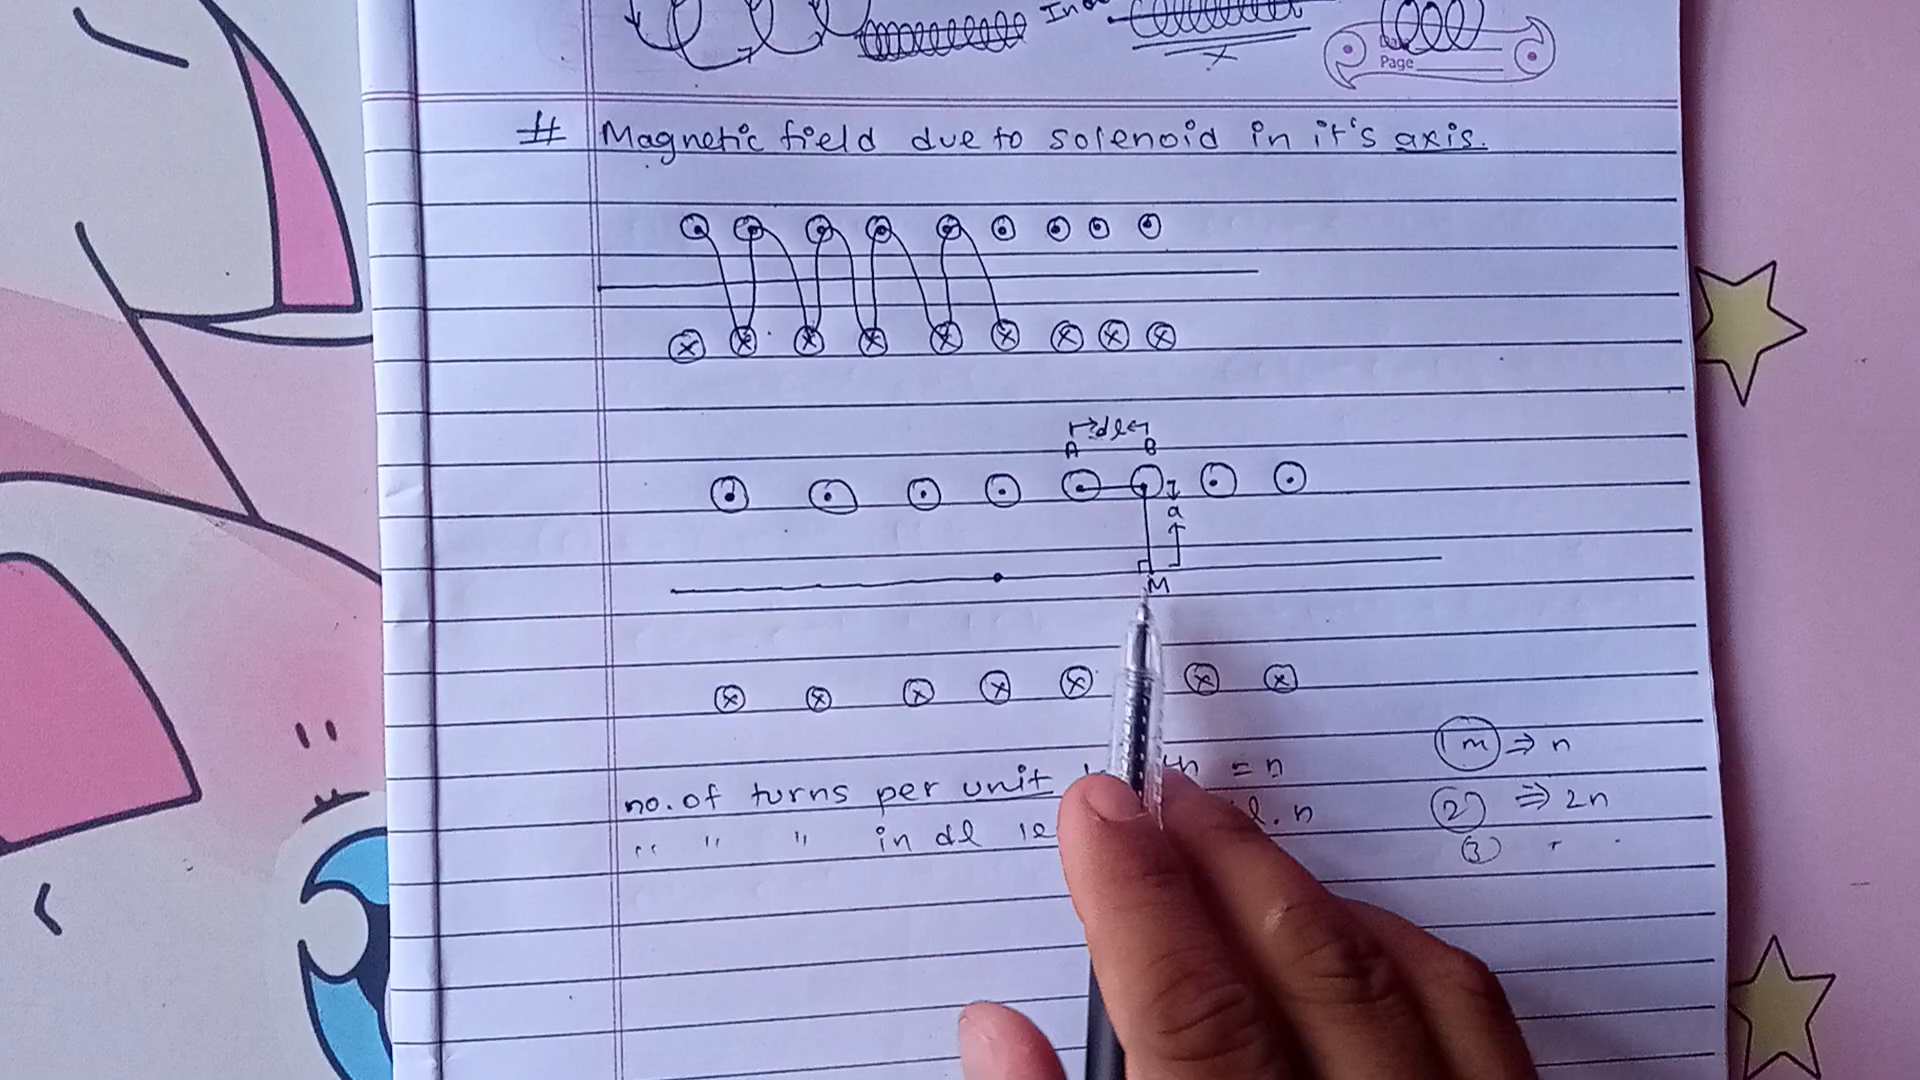 Page
# Magnetic field due to solenoid in it's axis.
dl
A B
a
M
1m ⇒ n
no. of turns per unit = n
2 ⇒ 2n
" " " in dl . n
3